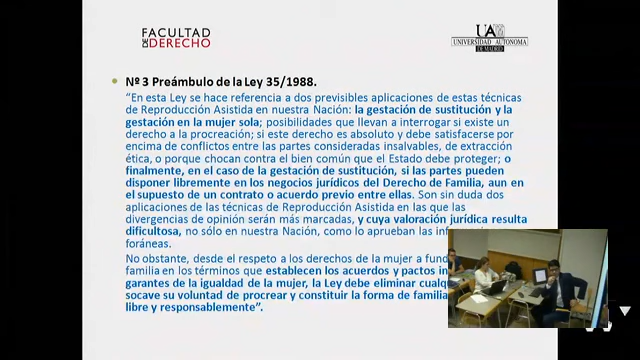 FACULTAD
DE DERECHO
UAM
UNIVERSIDAD AUTONOMA
DE MADRID
Nº 3 Preámbulo de la Ley 35/1988.
“En esta Ley se hace referencia a dos previsibles aplicaciones de estas técnicas
de Reproducción Asistida en nuestra Nación: la gestación de sustitución y la
gestación en la mujer sola; posibilidades que llevan a interrogar si existe un
derecho a la procreación; si este derecho es absoluto y debe satisfacerse por
encima de conflictos entre las partes consideradas insalvables, de extracción
ética, o porque chocan contra el bien común que el Estado debe proteger; o
finalmente, en el caso de la gestación de sustitución, si las partes pueden
disponer libremente en los negocios jurídicos del Derecho de Familia, aun en
el supuesto de un contrato o acuerdo previo entre ellas. Son sin duda dos
aplicaciones de las técnicas de Reproducción Asistida en las que las
divergencias de opinión serán más marcadas, y cuya valoración jurídica resulta
dificultosa, no sólo en nuestra Nación, como lo aprueban las
foráneas.
No obstante, desde el respeto a los derechos de la mujer a
familia en los términos que establecen los acuerdos y pactos
garantes de la igualdad de la mujer, la Ley debe eliminar
socave su voluntad de procrear y constituir la forma de
libre y responsablemente”.